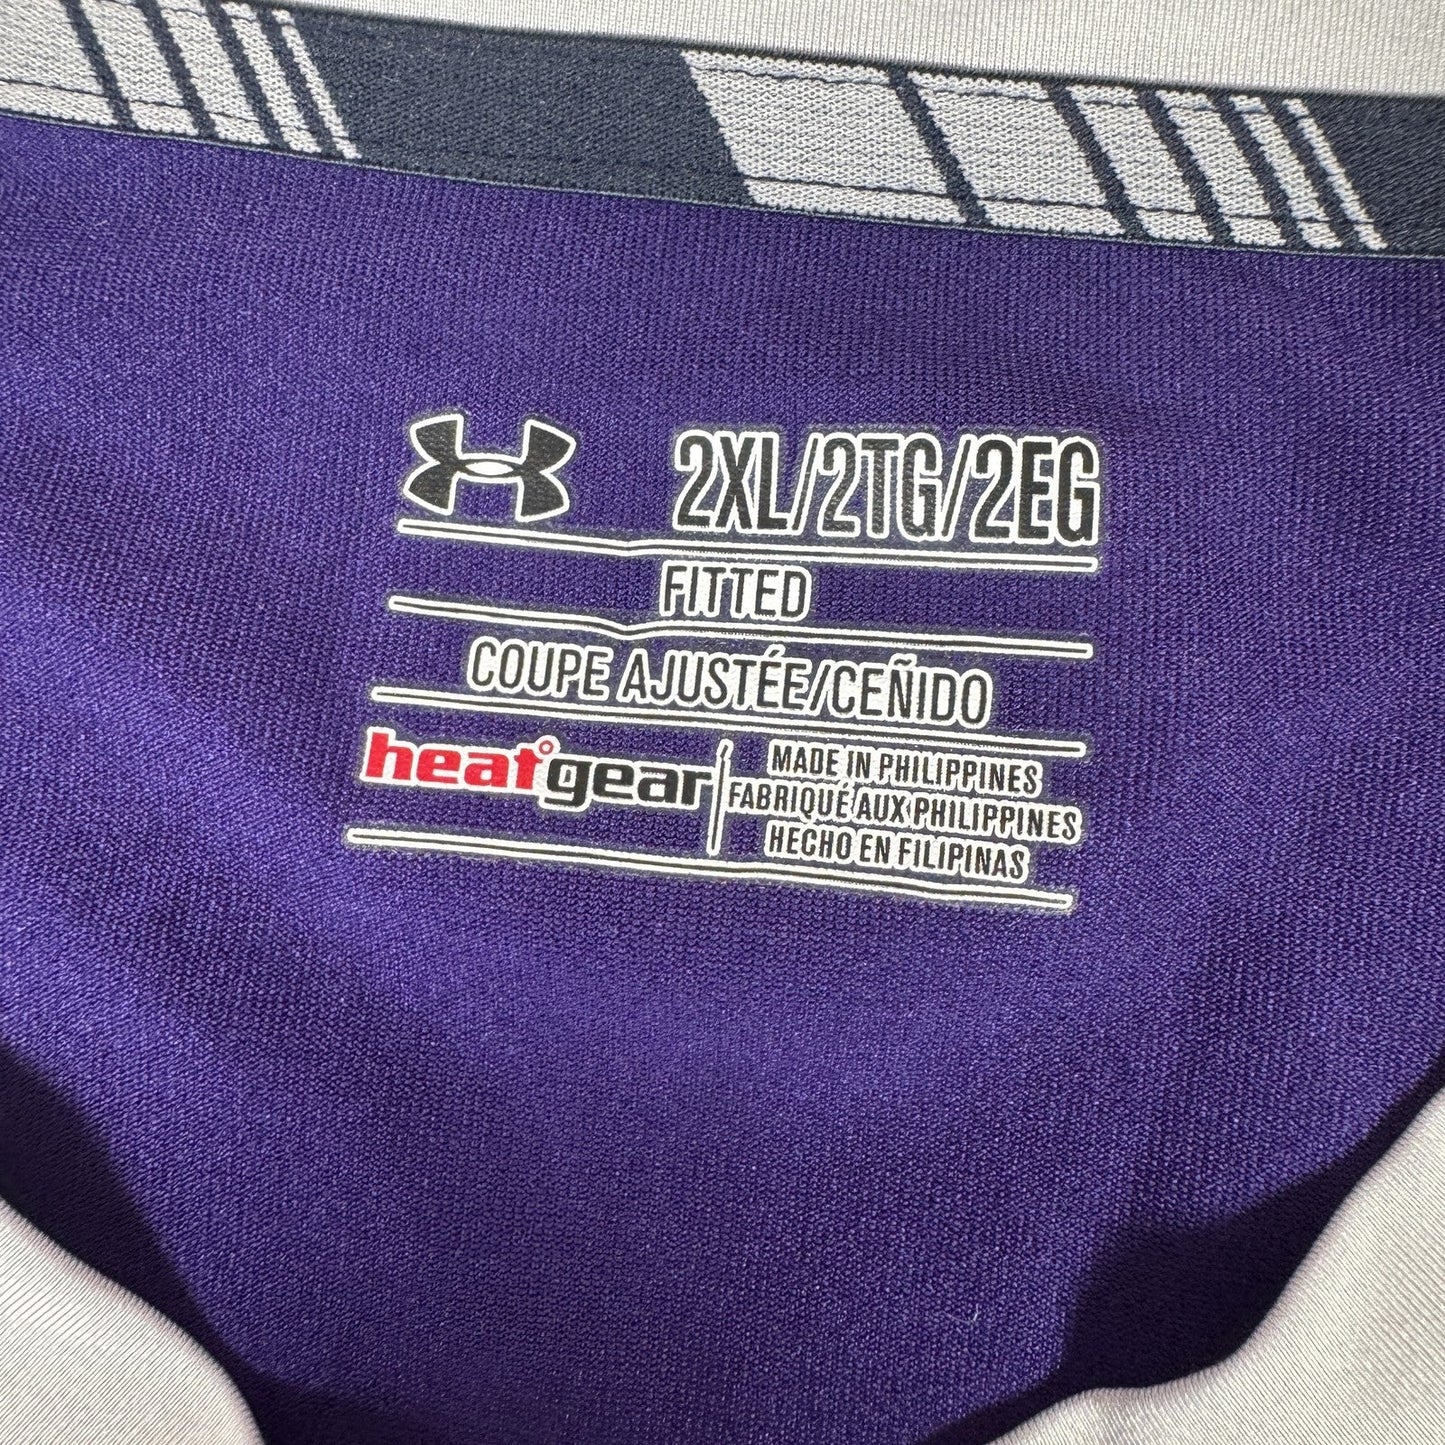 2XL/2TG/2EG
FITTED
COUPE AJUSTÉE/CEÑIDO
heatgear
MADE IN PHILIPPINES
FABRIQUÉ AUX PHILIPPINES
HECHO EN FILIPINAS